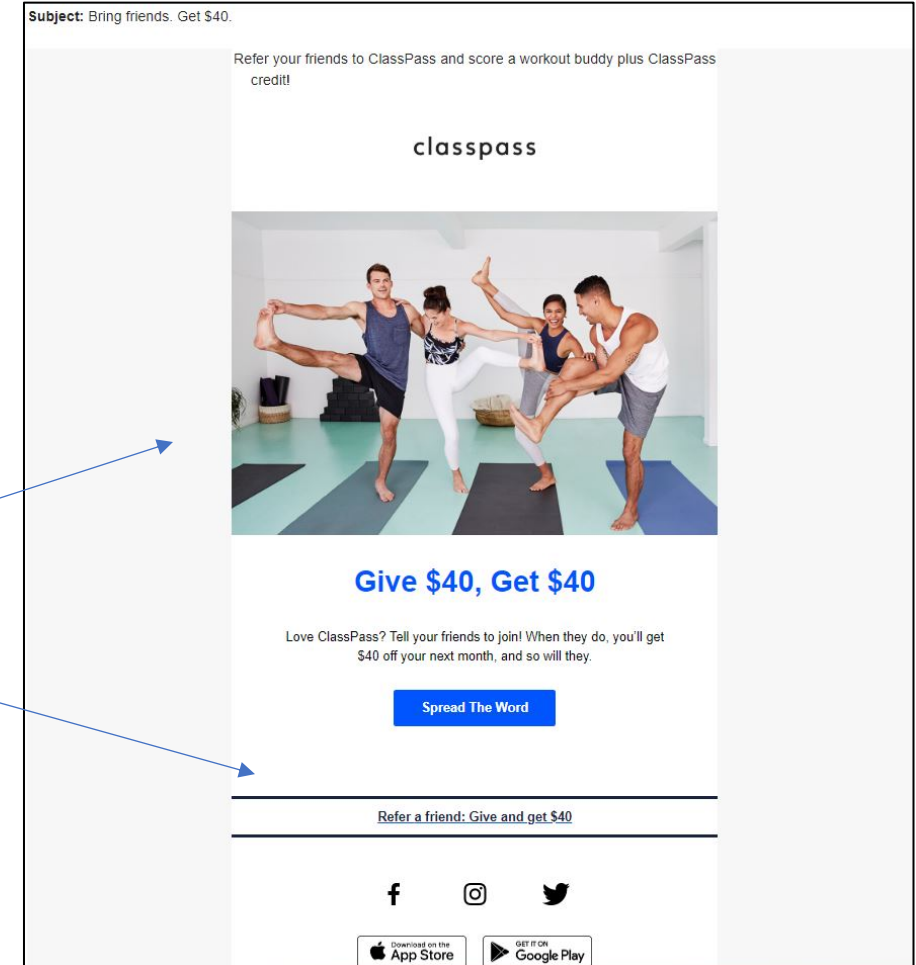 Subject: Bring friends. Get $40.
Refer your friends to ClassPass and score a workout buddy plus ClassPass
credit!
classpass
Give $40, Get $40
Love ClassPass? Tell your friends to join! When they do, you'll get
$40 off your next month, and so will they.
Spread The Word
Refer a friend: Give and get $40
Download on the
App Store
GET IT ON
Google Play